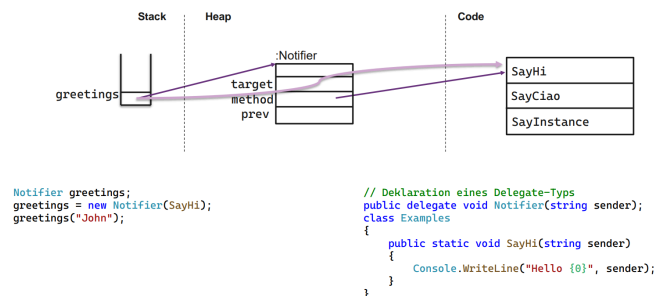 Stack
Heap
Code
:Notifier
greetings
target
method
prev
SayHi
SayCiao
SayInstance
Notifier greetings;
greetings = new Notifier(SayHi);
greetings("John");
// Deklaration eines Delegate-Typs
public delegate void Notifier(string sender);
class Examples
{
    public static void SayHi(string sender)
    {
        Console.WriteLine("Hello {0}", sender);
    }
}